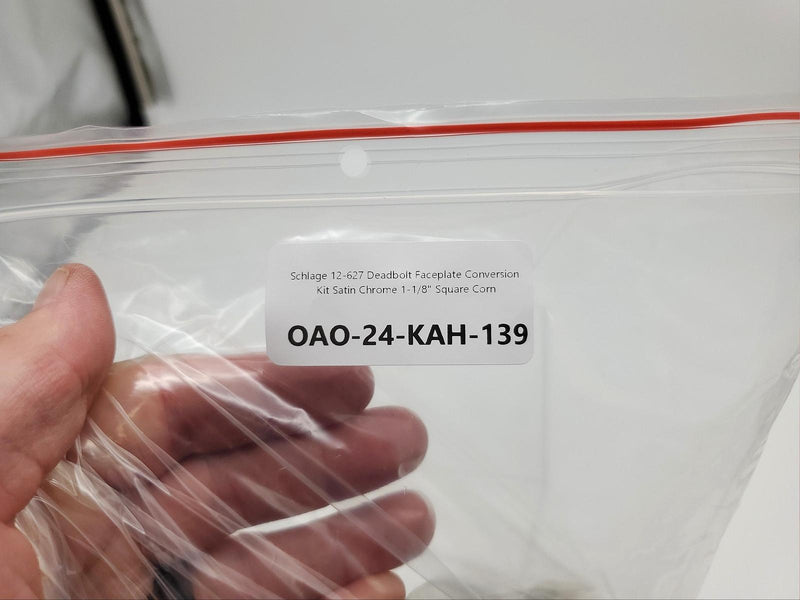 Schlage 12-627 Deadbolt Faceplate Conversion
Kit Satin Chrome 1-1/8" Square Corn
OAO-24-KAH-139